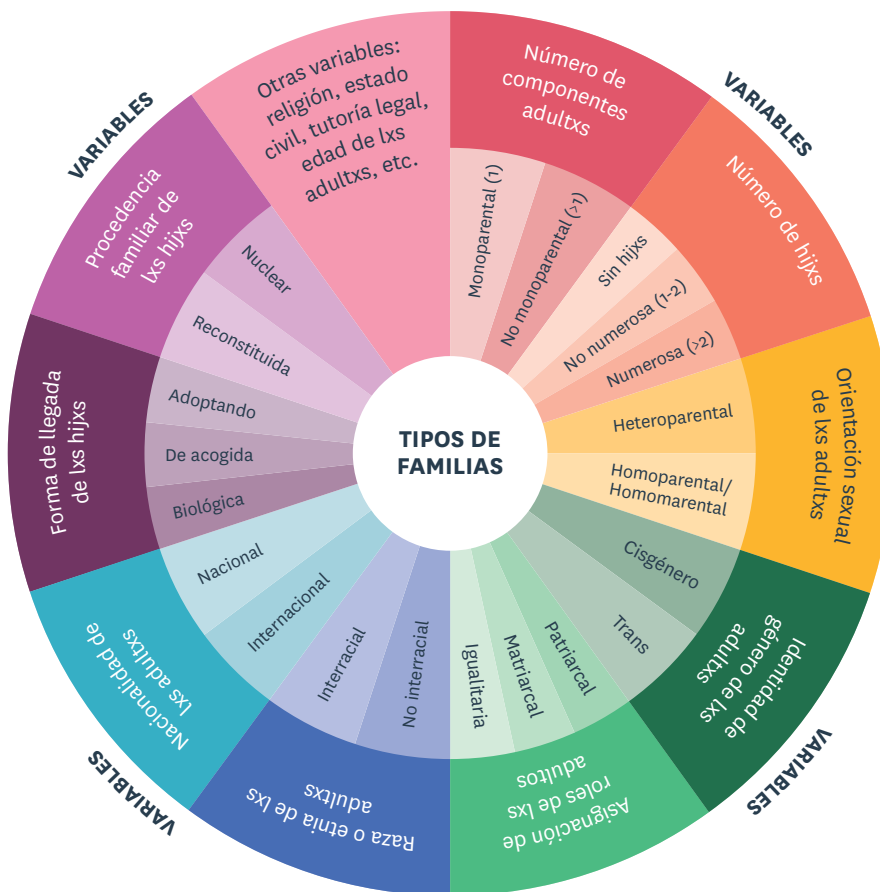 TIPOS DE
FAMILIAS
VARIABLES
Número de
componentes
adultxs
Monoparental (1)
No monoparental (>1)
VARIABLES
Número de hijxs
Sin hijxs
No numerosa (1-2)
Numerosa (>2)
Orientación sexual
de lxs adultxs
Heteroparental
Homoparental/
Homomarental
Identidad de
género de lxs
adultxs
Cisgénero
Trans
VARIABLES
Asignación de
roles de lxs
adultos
Patriarcal
Matriarcal
Igualitaria
Raza o etnia de lxs
adultxs
No interracial
Interracial
VARIABLES
Nacionalidad de
lxs adultxs
Internacional
Nacional
Forma de llegada
de lxs hijxs
Biológica
De acogida
Adoptando
Procedencia
familiar de
lxs hijxs
Reconstituida
Nuclear
Otras variables:
religión, estado
civil, tutoría legal,
edad de lxs
adultxs, etc.